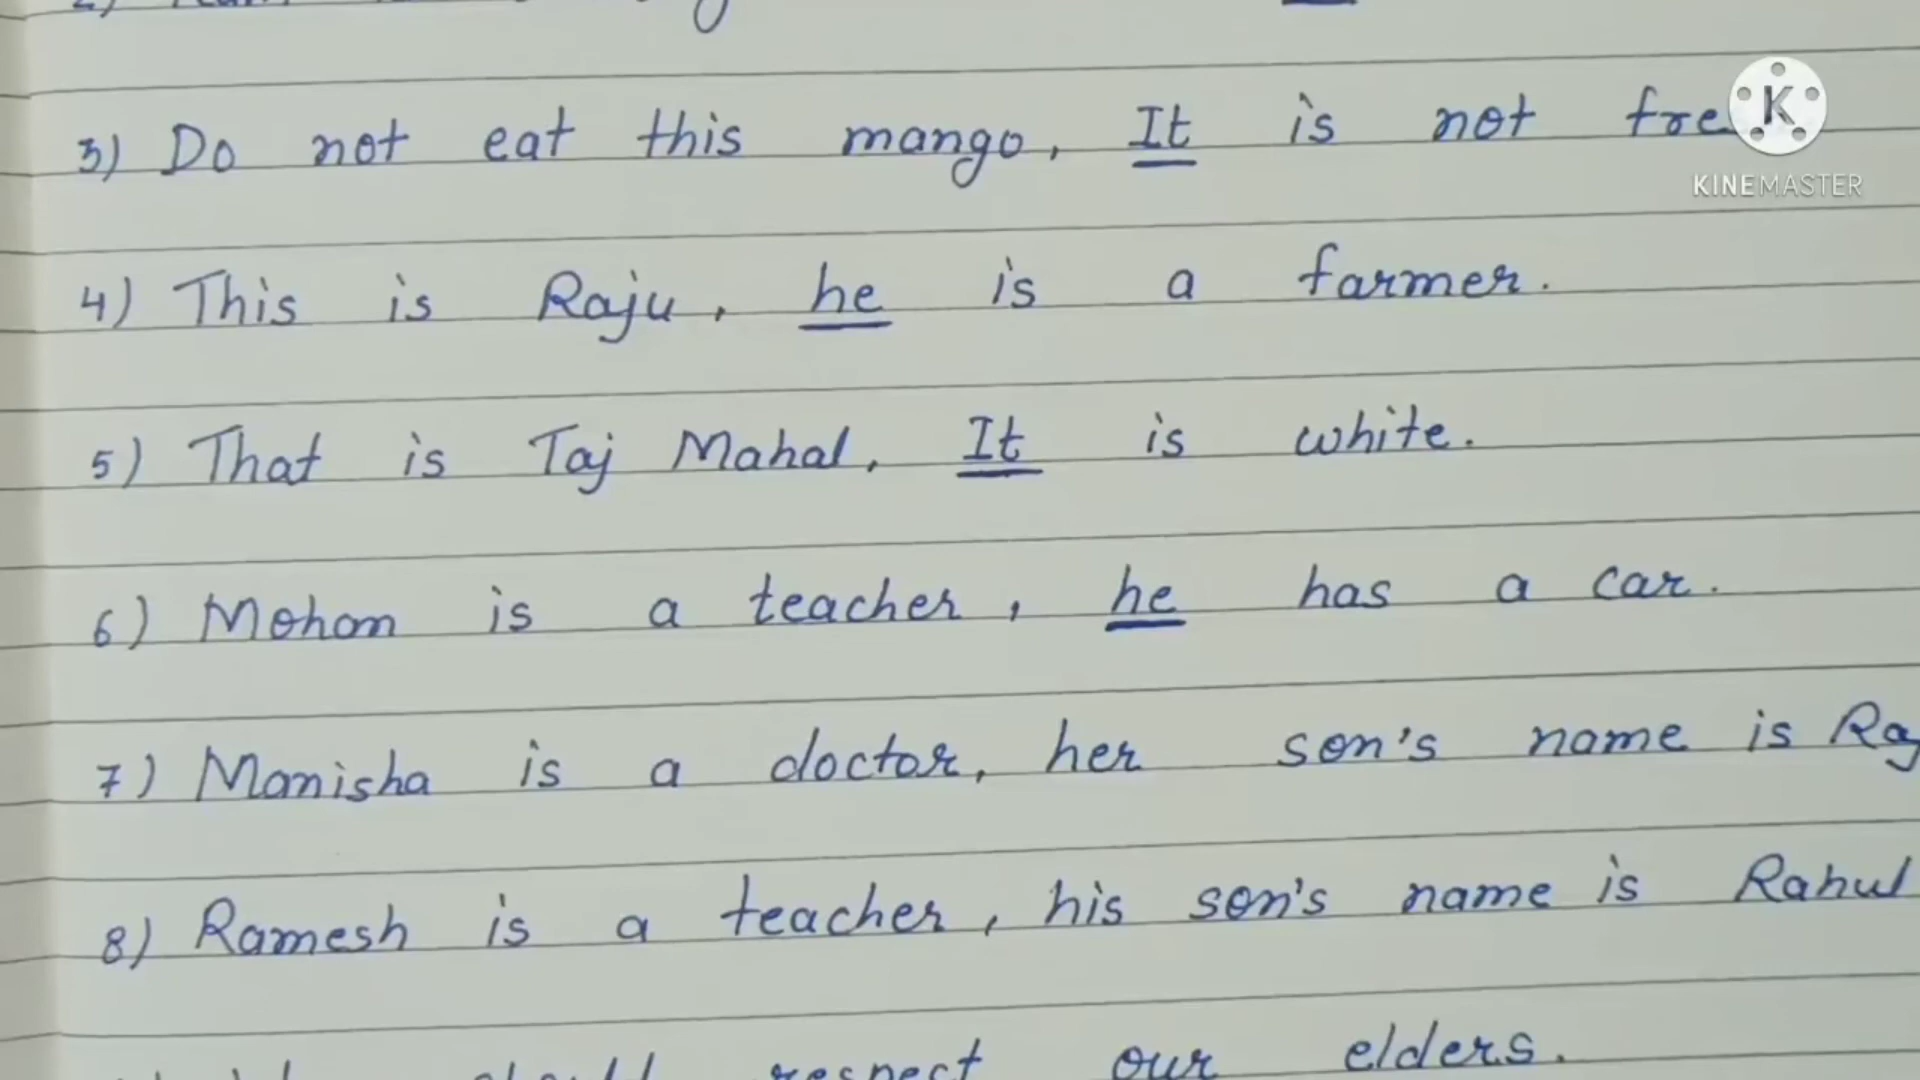 3) Do not eat this mango, It is not
4) This is Raju, he is a farmer.
5) That is Taj Mahal, It is white.
6) Mohan is a teacher, he has a car.
7) Manisha is a doctor, her son's name is
8) Ramesh is a teacher, his son's name is Rahul
respect our elders.
K
KINEMASTER